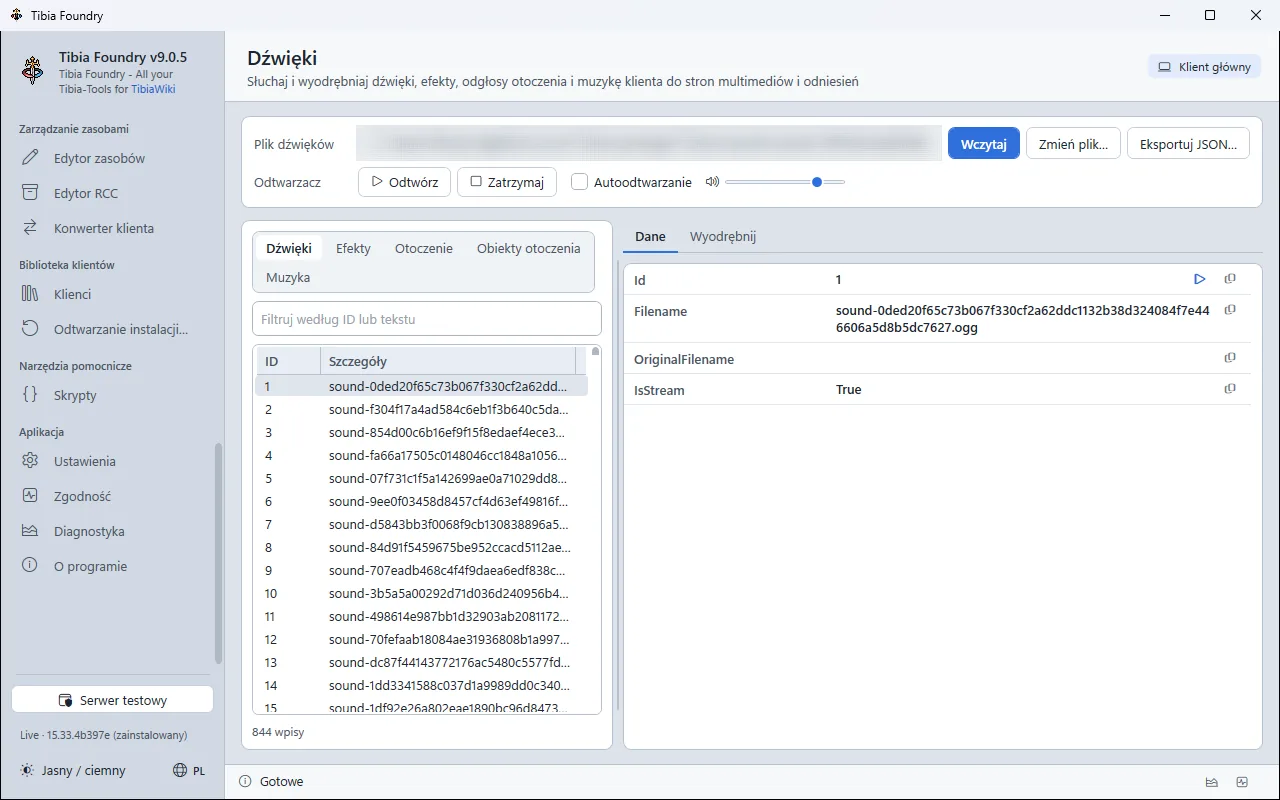 Tibia Foundry
Tibia Foundry v9.0.5
Tibia Foundry - All your
Tibia-Tools for TibiaWiki
Zarządzanie zasobami
Edytor zasobów
Edytor RCC
Konwerter klienta
Biblioteka klientów
Klienci
Odtwarzanie instalacji...
Narzędzia pomocnicze
Skrypty
Aplikacja
Ustawienia
Zgodność
Diagnostyka
O programie
Serwer testowy
Live · 15.33.4b397e (zainstalowany)
Jasny / ciemny
PL
Dźwięki
Słuchaj i wyodrębniaj dźwięki, efekty, odgłosy otoczenia i muzykę klienta do stron multimediów i odniesień
Klient główny
Plik dźwięków
Wczytaj
Zmień plik...
Eksportuj JSON...
Odtwarzacz
Odtwórz
Zatrzymaj
Autoodtwarzanie
Dźwięki
Efekty
Otoczenie
Obiekty otoczenia
Muzyka
Filtruj według ID lub tekstu
ID Szczegóły
1 sound-0ded20f65c73b067f330cf2a62dd...
2 sound-f304f17a4ad584c6eb1f3b640c5da...
3 sound-854d00c6b16ef9f15f8edaef4ece3...
4 sound-fa66a17505c0148046cc1848a1056...
5 sound-07f731c1f5a142699ae0a71029dd8...
6 sound-9ee0f03458d8457cf4d63ef49816f...
7 sound-d5843bb3f0068f9cb130838896a5...
8 sound-84d91f5459675be952ccacd5112ae...
9 sound-707eadb468c4f4f9daea6edf838c...
10 sound-3b5a5a00292d71d036d240956b4...
11 sound-498614e987bb1d32903ab2081172...
12 sound-70fefaab18084ae31936808b1a997...
13 sound-dc87f44143772176ac5480c5577fd...
14 sound-1dd3341588c037d1a9989dd0c340...
15 sound-1df92e26a802eae1890bc96d8473...
844 wpisy
Dane
Wyodrębnij
Id 1
Filename sound-0ded20f65c73b067f330cf2a62ddc1132b38d324084f7e44
6606a5d8b5dc7627.ogg
OriginalFilename
IsStream True
Gotowe